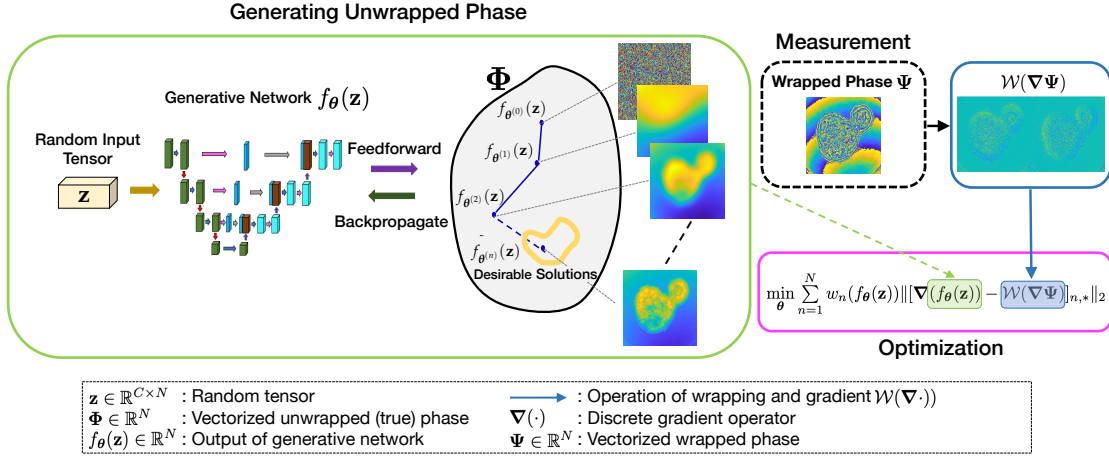 Generating Unwrapped Phase
Generative Network f_θ(z)
Random Input
Tensor
z
Feedforward
Backpropagate
Φ
f_θ^(0)(z)
f_θ^(1)(z)
f_θ^(2)(z)
f_θ^(n)(z)
Desirable Solutions
Measurement
Wrapped Phase Ψ
𝒲(∇Ψ)
min_θ ∑_{n=1}^{N} w_n(f_θ(z))‖[∇(f_θ(z)) − 𝒲(∇Ψ)]_{n,*}‖_2
Optimization
z ∈ ℝ^{C×N} : Random tensor
Φ ∈ ℝ^N : Vectorized unwrapped (true) phase
f_θ(z) ∈ ℝ^N : Output of generative network
: Operation of wrapping and gradient 𝒲(∇·))
∇(·) : Discrete gradient operator
Ψ ∈ ℝ^N : Vectorized wrapped phase